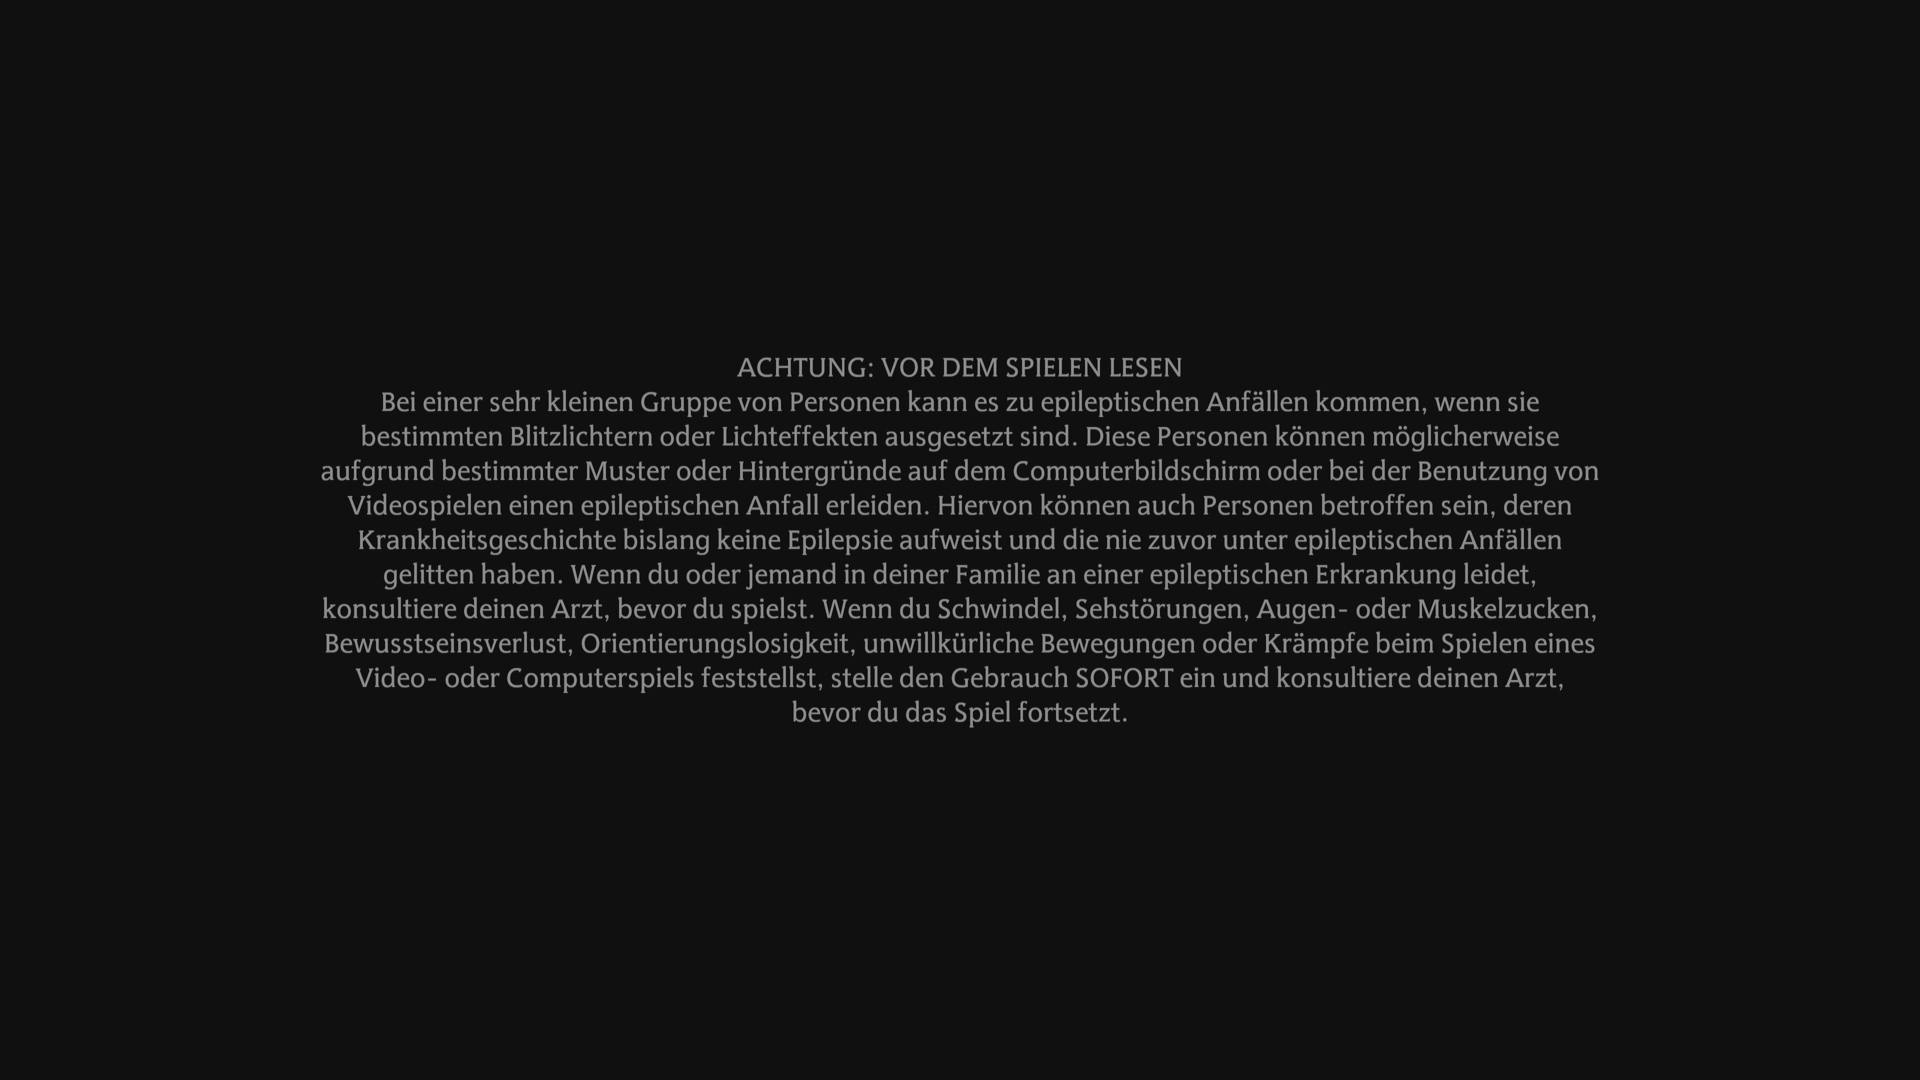 ACHTUNG: VOR DEM SPIELEN LESEN
Bei einer sehr kleinen Gruppe von Personen kann es zu epileptischen Anfällen kommen, wenn sie
bestimmten Blitzlichtern oder Lichteffekten ausgesetzt sind. Diese Personen können möglicherweise
aufgrund bestimmter Muster oder Hintergründe auf dem Computerbildschirm oder bei der Benutzung von
Videospielen einen epileptischen Anfall erleiden. Hiervon können auch Personen betroffen sein, deren
Krankheitsgeschichte bislang keine Epilepsie aufweist und die nie zuvor unter epileptischen Anfällen
gelitten haben. Wenn du oder jemand in deiner Familie an einer epileptischen Erkrankung leidet,
konsultiere deinen Arzt, bevor du spielst. Wenn du Schwindel, Sehstörungen, Augen- oder Muskelzucken,
Bewusstseinsverlust, Orientierungslosigkeit, unwillkürliche Bewegungen oder Krämpfe beim Spielen eines
Video- oder Computerspiels feststellst, stelle den Gebrauch SOFORT ein und konsultiere deinen Arzt,
bevor du das Spiel fortsetzt.